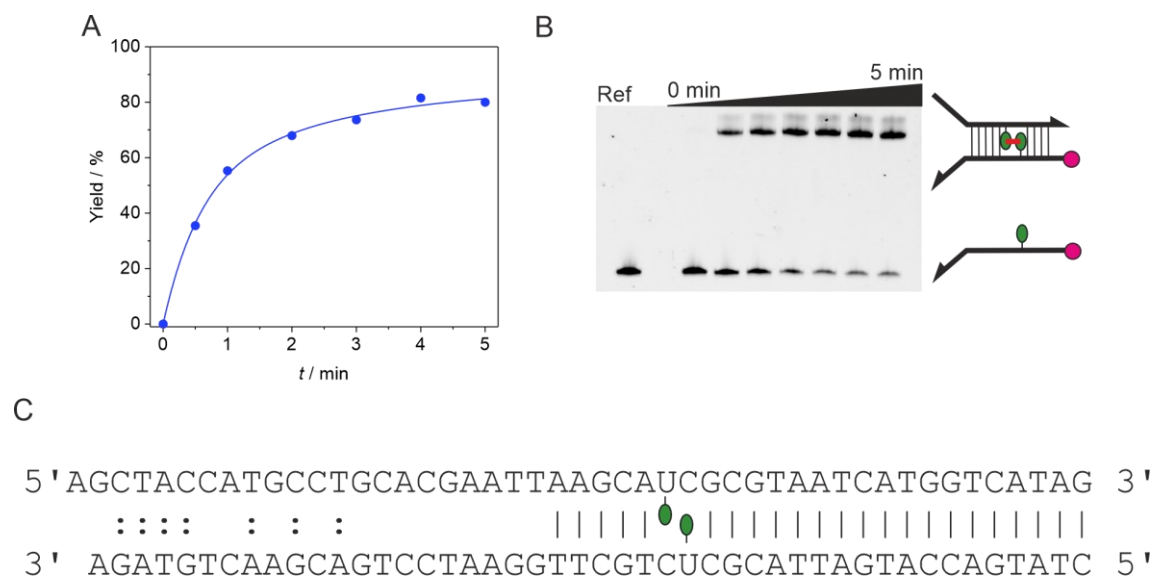 A
100
80
60
40
20
0
Yield / %
0 1 2 3 4 5
t / min
B
Ref 0 min 5 min
C
5'AGCTACCATGCCTGCACGAATTAAGCAUCGCGTAATCATGGTCATAG 3'
3' AGATGTCAAGCAGTCCTAAGGTTCGTCUCGCATTAGTACCAGTATC 5'